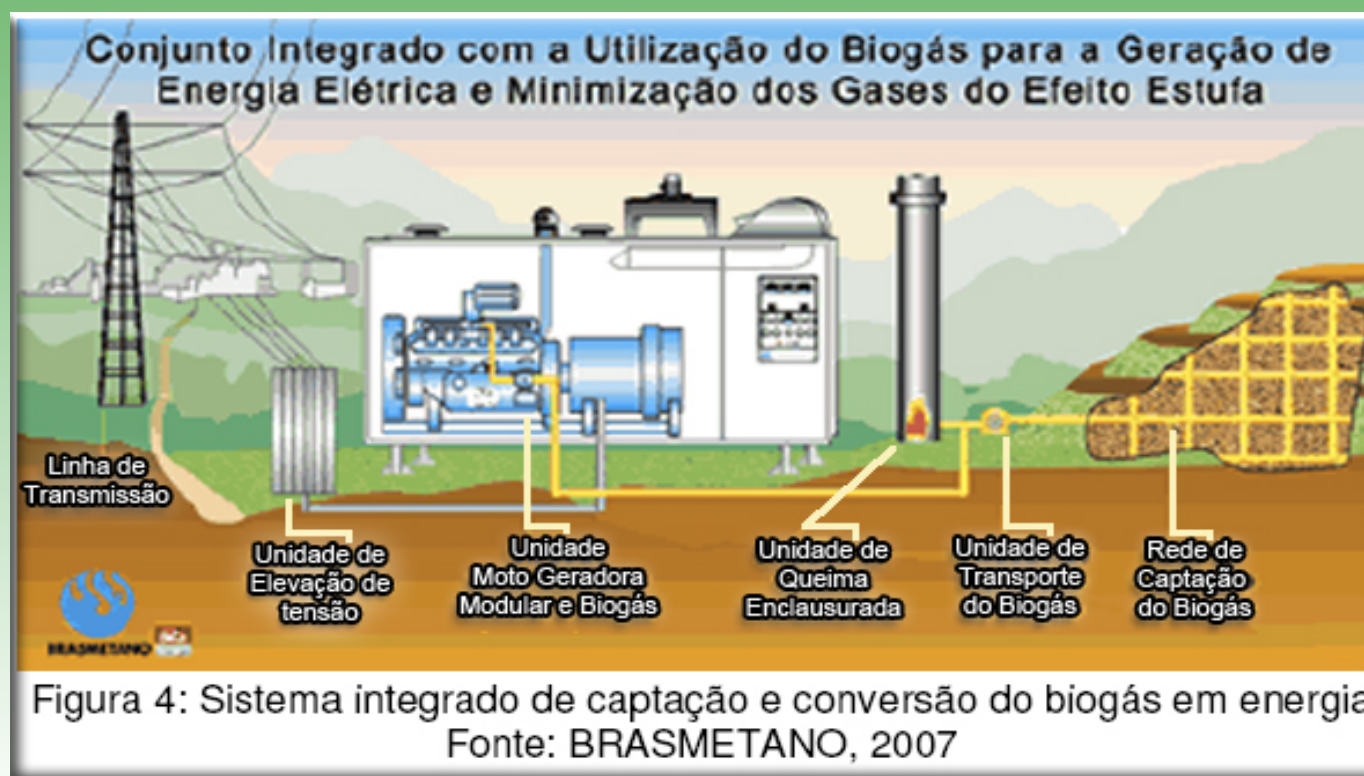 Conjunto Integrado com a Utilização do Biogás para a Geração de
Energia Elétrica e Minimização dos Gases do Efeito Estufa
Linha de
Transmissão
Unidade de
Elevação de
tensão
Unidade
Moto Geradora
Modular e Biogás
Unidade de
Queima
Enclausurada
Unidade de
Transporte
do Biogás
Rede de
Captação
do Biogás
BRASMETANO
Figura 4: Sistema integrado de captação e conversão do biogás em energia
Fonte: BRASMETANO, 2007